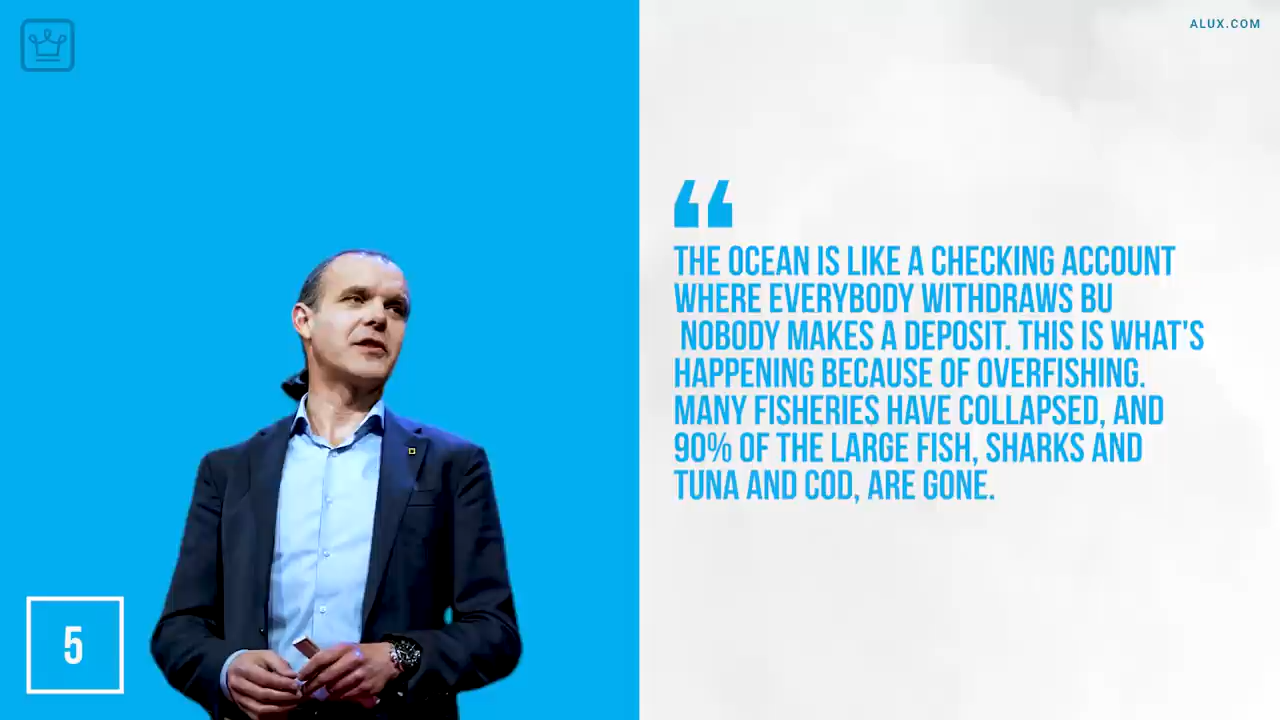 ALUX.COM
“
THE OCEAN IS LIKE A CHECKING ACCOUNT
WHERE EVERYBODY WITHDRAWS BU
NOBODY MAKES A DEPOSIT. THIS IS WHAT'S
HAPPENING BECAUSE OF OVERFISHING.
MANY FISHERIES HAVE COLLAPSED, AND
90% OF THE LARGE FISH, SHARKS AND
TUNA AND COD, ARE GONE.
5